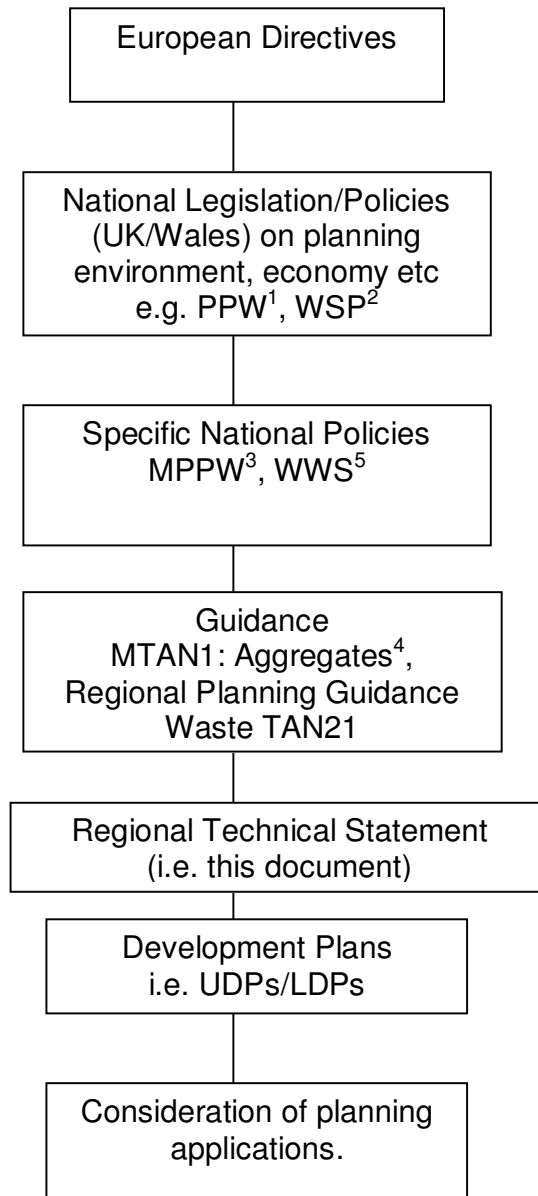 European Directives
National Legislation/Policies
(UK/Wales) on planning
environment, economy etc
e.g. PPW¹, WSP²
Specific National Policies
MPPW³, WWS⁵
Guidance
MTAN1: Aggregates⁴,
Regional Planning Guidance
Waste TAN21
Regional Technical Statement
(i.e. this document)
Development Plans
i.e. UDPs/LDPs
Consideration of planning
applications.